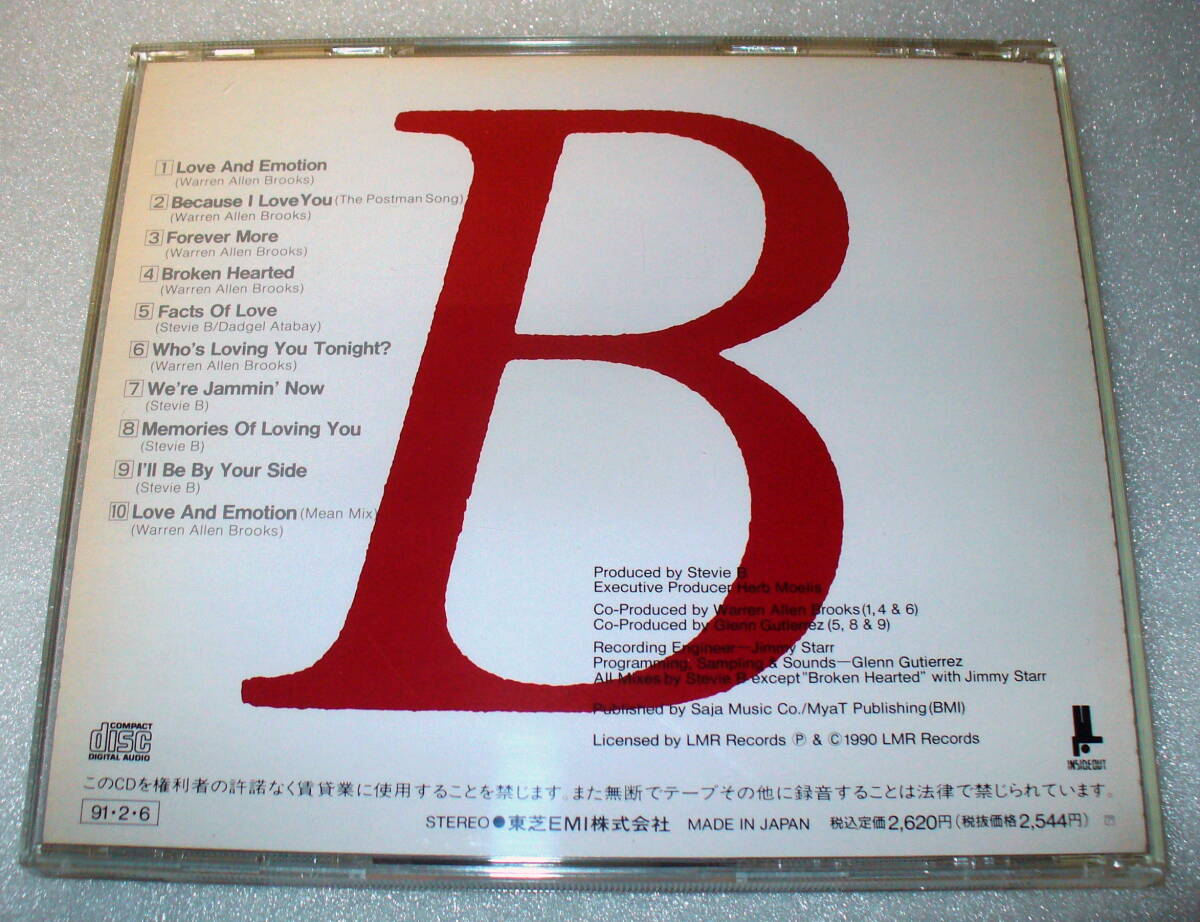 B
1 Love And Emotion
(Warren Allen Brooks)
2 Because I Love You (The Postman Song)
(Warren Allen Brooks)
3 Forever More
(Warren Allen Brooks)
4 Broken Hearted
(Warren Allen Brooks)
5 Facts Of Love
(Stevie B/Dadgel Atabay)
6 Who's Loving You Tonight?
(Warren Allen Brooks)
7 We're Jammin' Now
(Stevie B)
8 Memories Of Loving You
(Stevie B)
9 I'll Be By Your Side
(Stevie B)
10 Love And Emotion (Mean Mix)
(Warren Allen Brooks)
Produced by Stevie B
Executive Producer Herb Moelis
Co-Produced by Warren Allen Brooks (1, 4 & 6)
Co-Produced by Glenn Gutierrez (5, 8 & 9)
Recording Engineer—Jimmy Starr
Programming, Sampling & Sounds—Glenn Gutierrez
All Mixes by Stevie B except "Broken Hearted" with Jimmy Starr
Published by Saja Music Co./MyaT Publishing (BMI)
Licensed by LMR Records Ⓟ & © 1990 LMR Records
COMPACT
disc
DIGITAL AUDIO
INSIDEOUT
このCDを権利者の許諾なく賃貸業に使用することを禁じます。また無断でテープその他に録音することは法律で禁じられています。
91・2・6
STEREO ● 東芝EMI株式会社 MADE IN JAPAN 税込定価2,620円(税抜価格2,544円)